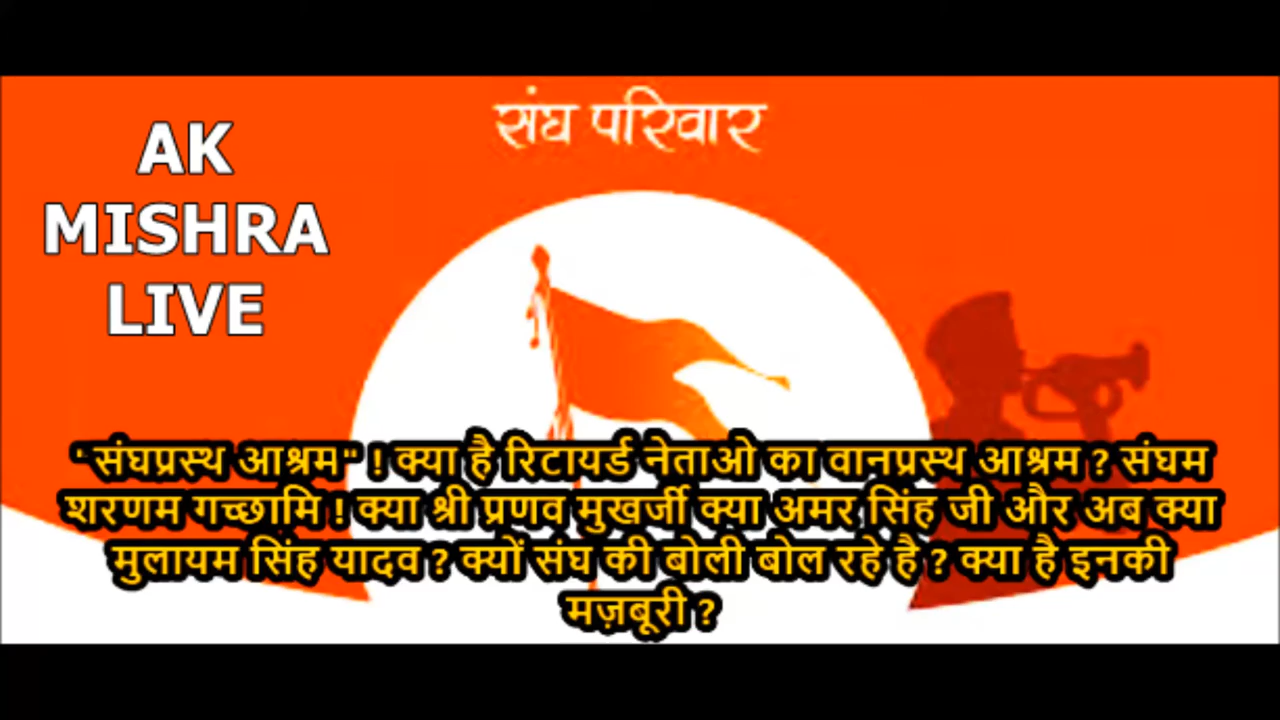 संघ परिवार
AK
MISHRA
LIVE
" संघप्रस्थ आश्रम" ! क्या है रिटायर्ड नेताओ का वानप्रस्थ आश्रम ? संघम
शरणम गच्छामि ! क्या श्री प्रणव मुखर्जी क्या अमर सिंह जी और अब क्या
मुलायम सिंह यादव ? क्यों संघ की बोली बोल रहे है ? क्या है इनकी
मज़बूरी ?